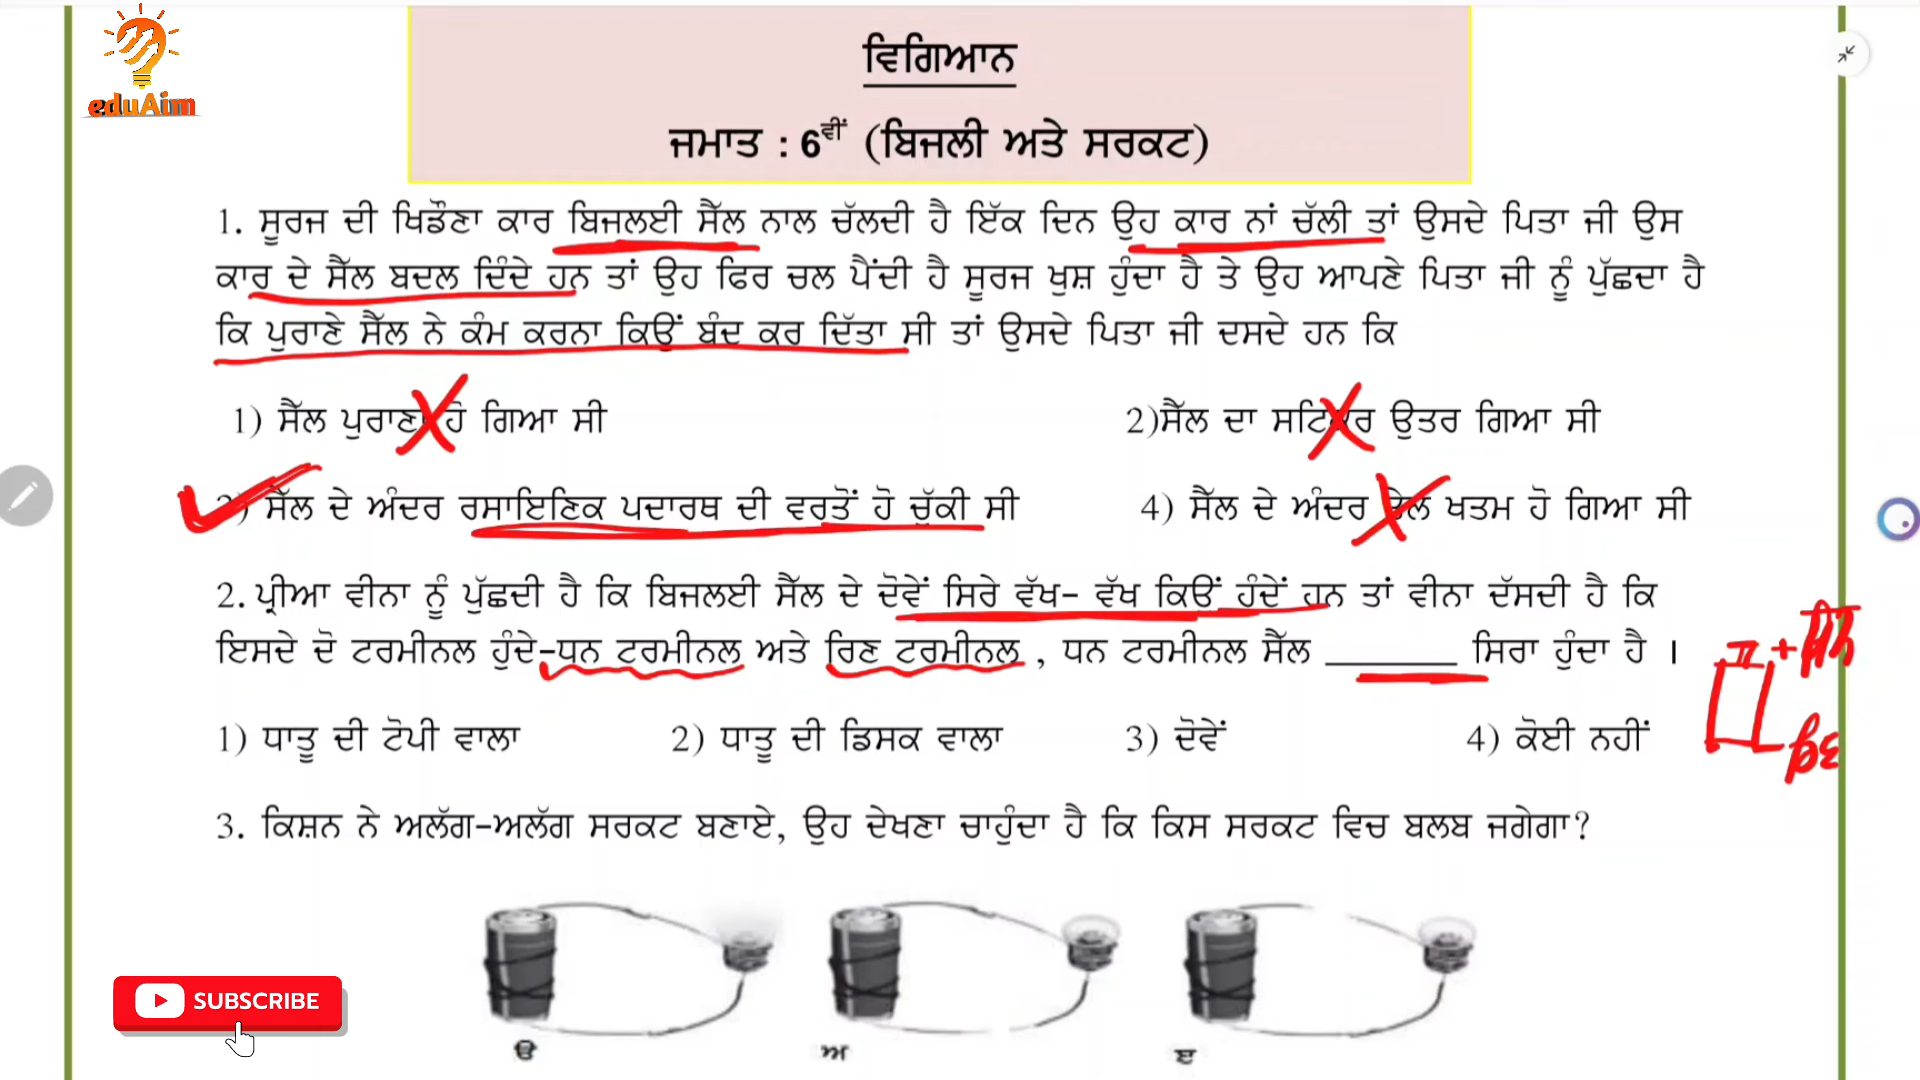 eduAim
ਵਿਗਿਆਨ
ਜਮਾਤ : 6ਵੀਂ (ਬਿਜਲੀ ਅਤੇ ਸਰਕਟ)
1. ਸੂਰਜ ਦੀ ਖਿਡੌਣਾ ਕਾਰ ਬਿਜਲਈ ਸੈੱਲ ਨਾਲ ਚੱਲਦੀ ਹੈ ਇੱਕ ਦਿਨ ਉਹ ਕਾਰ ਨਾਂ ਚੱਲੀ ਤਾਂ ਉਸਦੇ ਪਿਤਾ ਜੀ ਉਸ
ਕਾਰ ਦੇ ਸੈੱਲ ਬਦਲ ਦਿੰਦੇ ਹਨ ਤਾਂ ਉਹ ਫਿਰ ਚਲ ਪੈਂਦੀ ਹੈ ਸੂਰਜ ਖੁਸ਼ ਹੁੰਦਾ ਹੈ ਤੇ ਉਹ ਆਪਣੇ ਪਿਤਾ ਜੀ ਨੂੰ ਪੁੱਛਦਾ ਹੈ
ਕਿ ਪੁਰਾਣੇ ਸੈੱਲ ਨੇ ਕੰਮ ਕਰਨਾ ਕਿਉਂ ਬੰਦ ਕਰ ਦਿੱਤਾ ਸੀ ਤਾਂ ਉਸਦੇ ਪਿਤਾ ਜੀ ਦਸਦੇ ਹਨ ਕਿ
1) ਸੈੱਲ ਪੁਰਾਣਾ ਹੋ ਗਿਆ ਸੀ
2)ਸੈੱਲ ਦਾ ਸਟਿਕਰ ਉਤਰ ਗਿਆ ਸੀ
3) ਸੈੱਲ ਦੇ ਅੰਦਰ ਰਸਾਇਣਿਕ ਪਦਾਰਥ ਦੀ ਵਰਤੋਂ ਹੋ ਚੁੱਕੀ ਸੀ
4) ਸੈੱਲ ਦੇ ਅੰਦਰ ਤੇਲ ਖਤਮ ਹੋ ਗਿਆ ਸੀ
2. ਪ੍ਰੀਆ ਵੀਨਾ ਨੂੰ ਪੁੱਛਦੀ ਹੈ ਕਿ ਬਿਜਲਈ ਸੈੱਲ ਦੇ ਦੋਵੇਂ ਸਿਰੇ ਵੱਖ- ਵੱਖ ਕਿਉਂ ਹੁੰਦੇਂ ਹਨ ਤਾਂ ਵੀਨਾ ਦੱਸਦੀ ਹੈ ਕਿ
ਇਸਦੇ ਦੋ ਟਰਮੀਨਲ ਹੁੰਦੇ-ਧਨ ਟਰਮੀਨਲ ਅਤੇ ਰਿਣ ਟਰਮੀਨਲ , ਧਨ ਟਰਮੀਨਲ ਸੈੱਲ _______ ਸਿਰਾ ਹੁੰਦਾ ਹੈ ।
1) ਧਾਤੂ ਦੀ ਟੋਪੀ ਵਾਲਾ
2) ਧਾਤੂ ਦੀ ਡਿਸਕ ਵਾਲਾ
3) ਦੋਵੇਂ
4) ਕੋਈ ਨਹੀਂ
3. ਕਿਸ਼ਨ ਨੇ ਅਲੱਗ-ਅਲੱਗ ਸਰਕਟ ਬਣਾਏ, ਉਹ ਦੇਖਣਾ ਚਾਹੁੰਦਾ ਹੈ ਕਿ ਕਿਸ ਸਰਕਟ ਵਿਚ ਬਲਬ ਜਗੇਗਾ?
ੳ
ਅ
ੲ
SUBSCRIBE